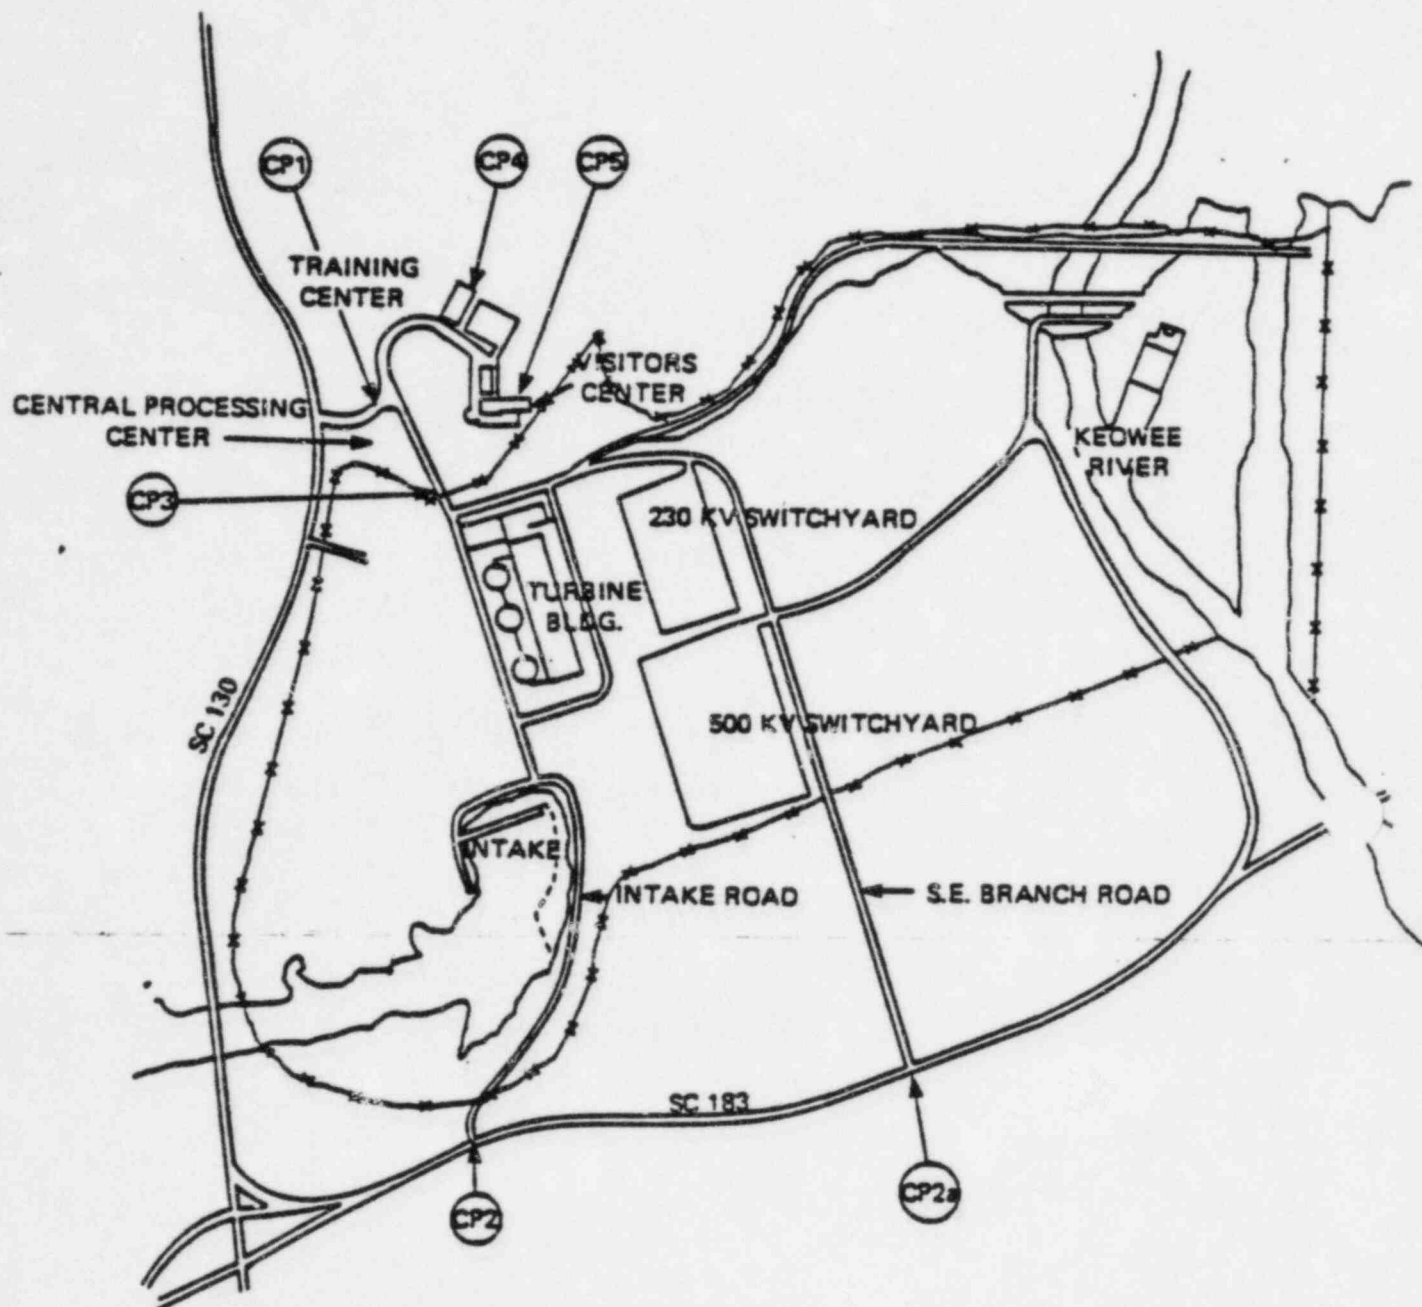 CP1
CP4
CP5
TRAINING
CENTER
VISITORS
CENTER
CENTRAL PROCESSING
CENTER
KEOWEE
RIVER
CP3
230 KV SWITCHYARD
TURBINE
BLDG.
SC 130
500 KV SWITCHYARD
INTAKE
INTAKE ROAD
S.E. BRANCH ROAD
SC 183
CP2a
CP2